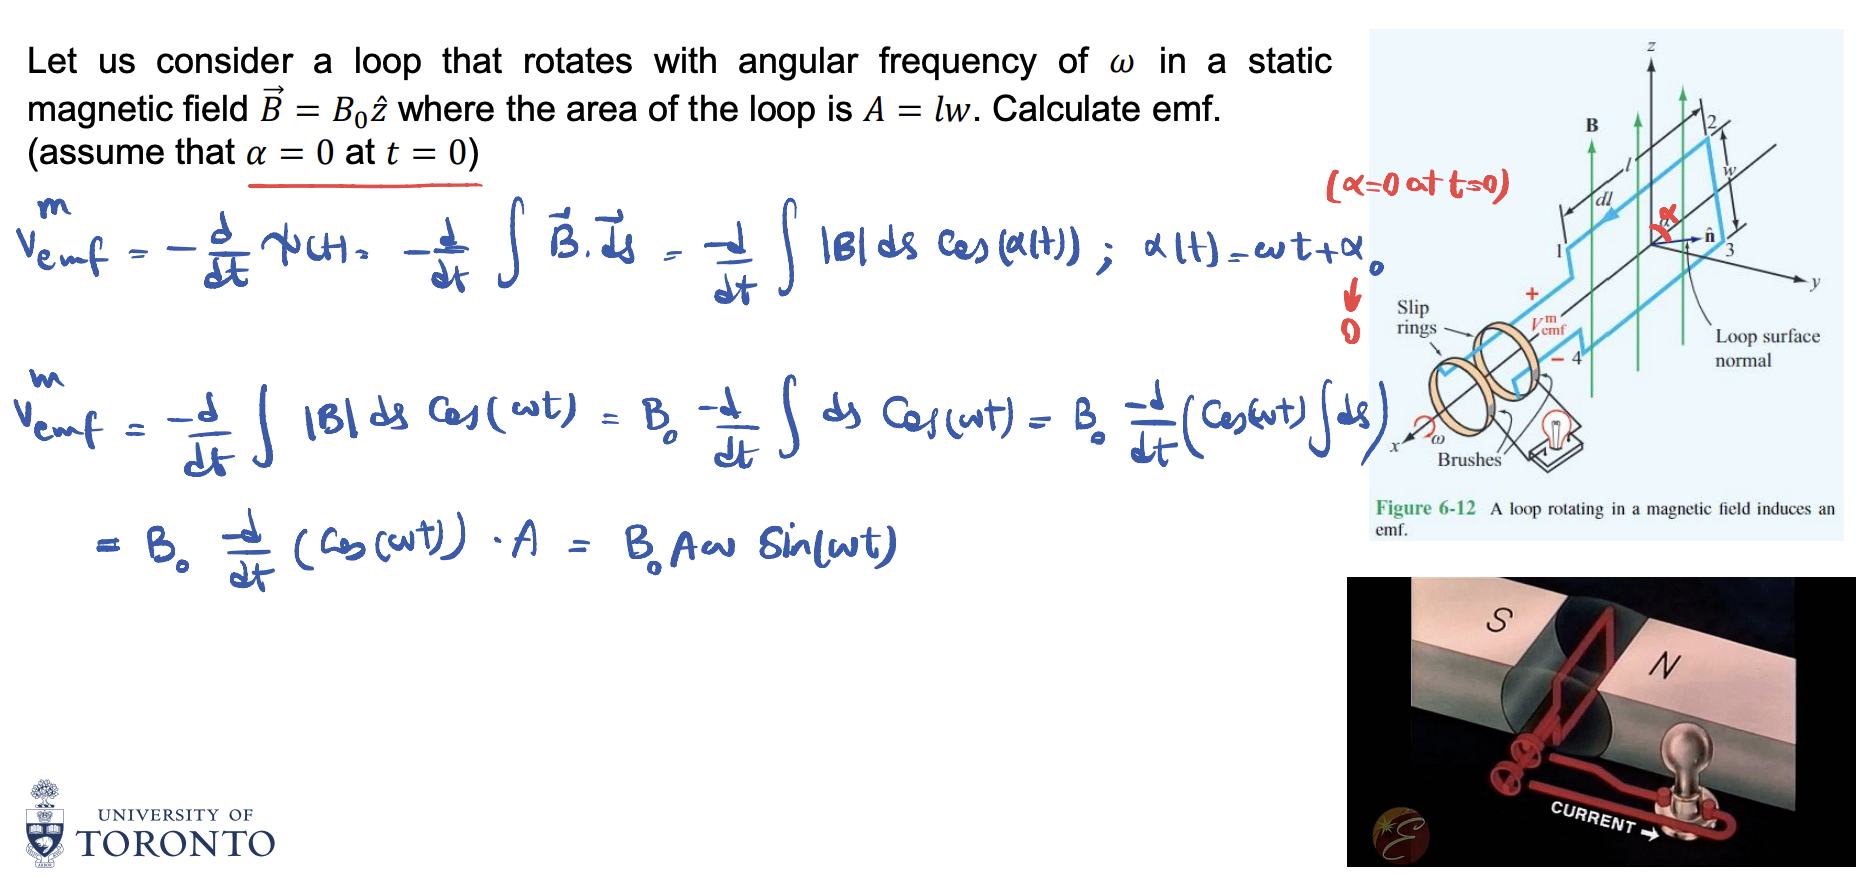 Let us consider a loop that rotates with angular frequency of ω in a static
magnetic field B⃗ = B₀ẑ where the area of the loop is A = lw. Calculate emf.
(assume that α = 0 at t = 0)
(α=0 at t=0)
V^m_emf = - d/dt ψ(t) = -d/dt ∫ B⃗ . ds⃗ = -d/dt ∫ |B| ds Cos(α(t)) ; α(t) = ωt + α₀
↓
0
V^m_emf = -d/dt ∫ |B| ds Cos(ωt) = B₀ -d/dt ∫ ds Cos(ωt) = B₀ -d/dt (Cos(ωt) ∫ds)
= B₀ -d/dt (Cos(ωt)) · A = B₀ A ω Sin(ωt)
z
B
2
l
w
dl
α
n̂
1
3
y
+
Slip
rings
V^m_emf
Loop surface
normal
- 4
x
ω
Brushes
Figure 6-12 A loop rotating in a magnetic field induces an
emf.
S
N
CURRENT →
E
UNIVERSITY OF
TORONTO